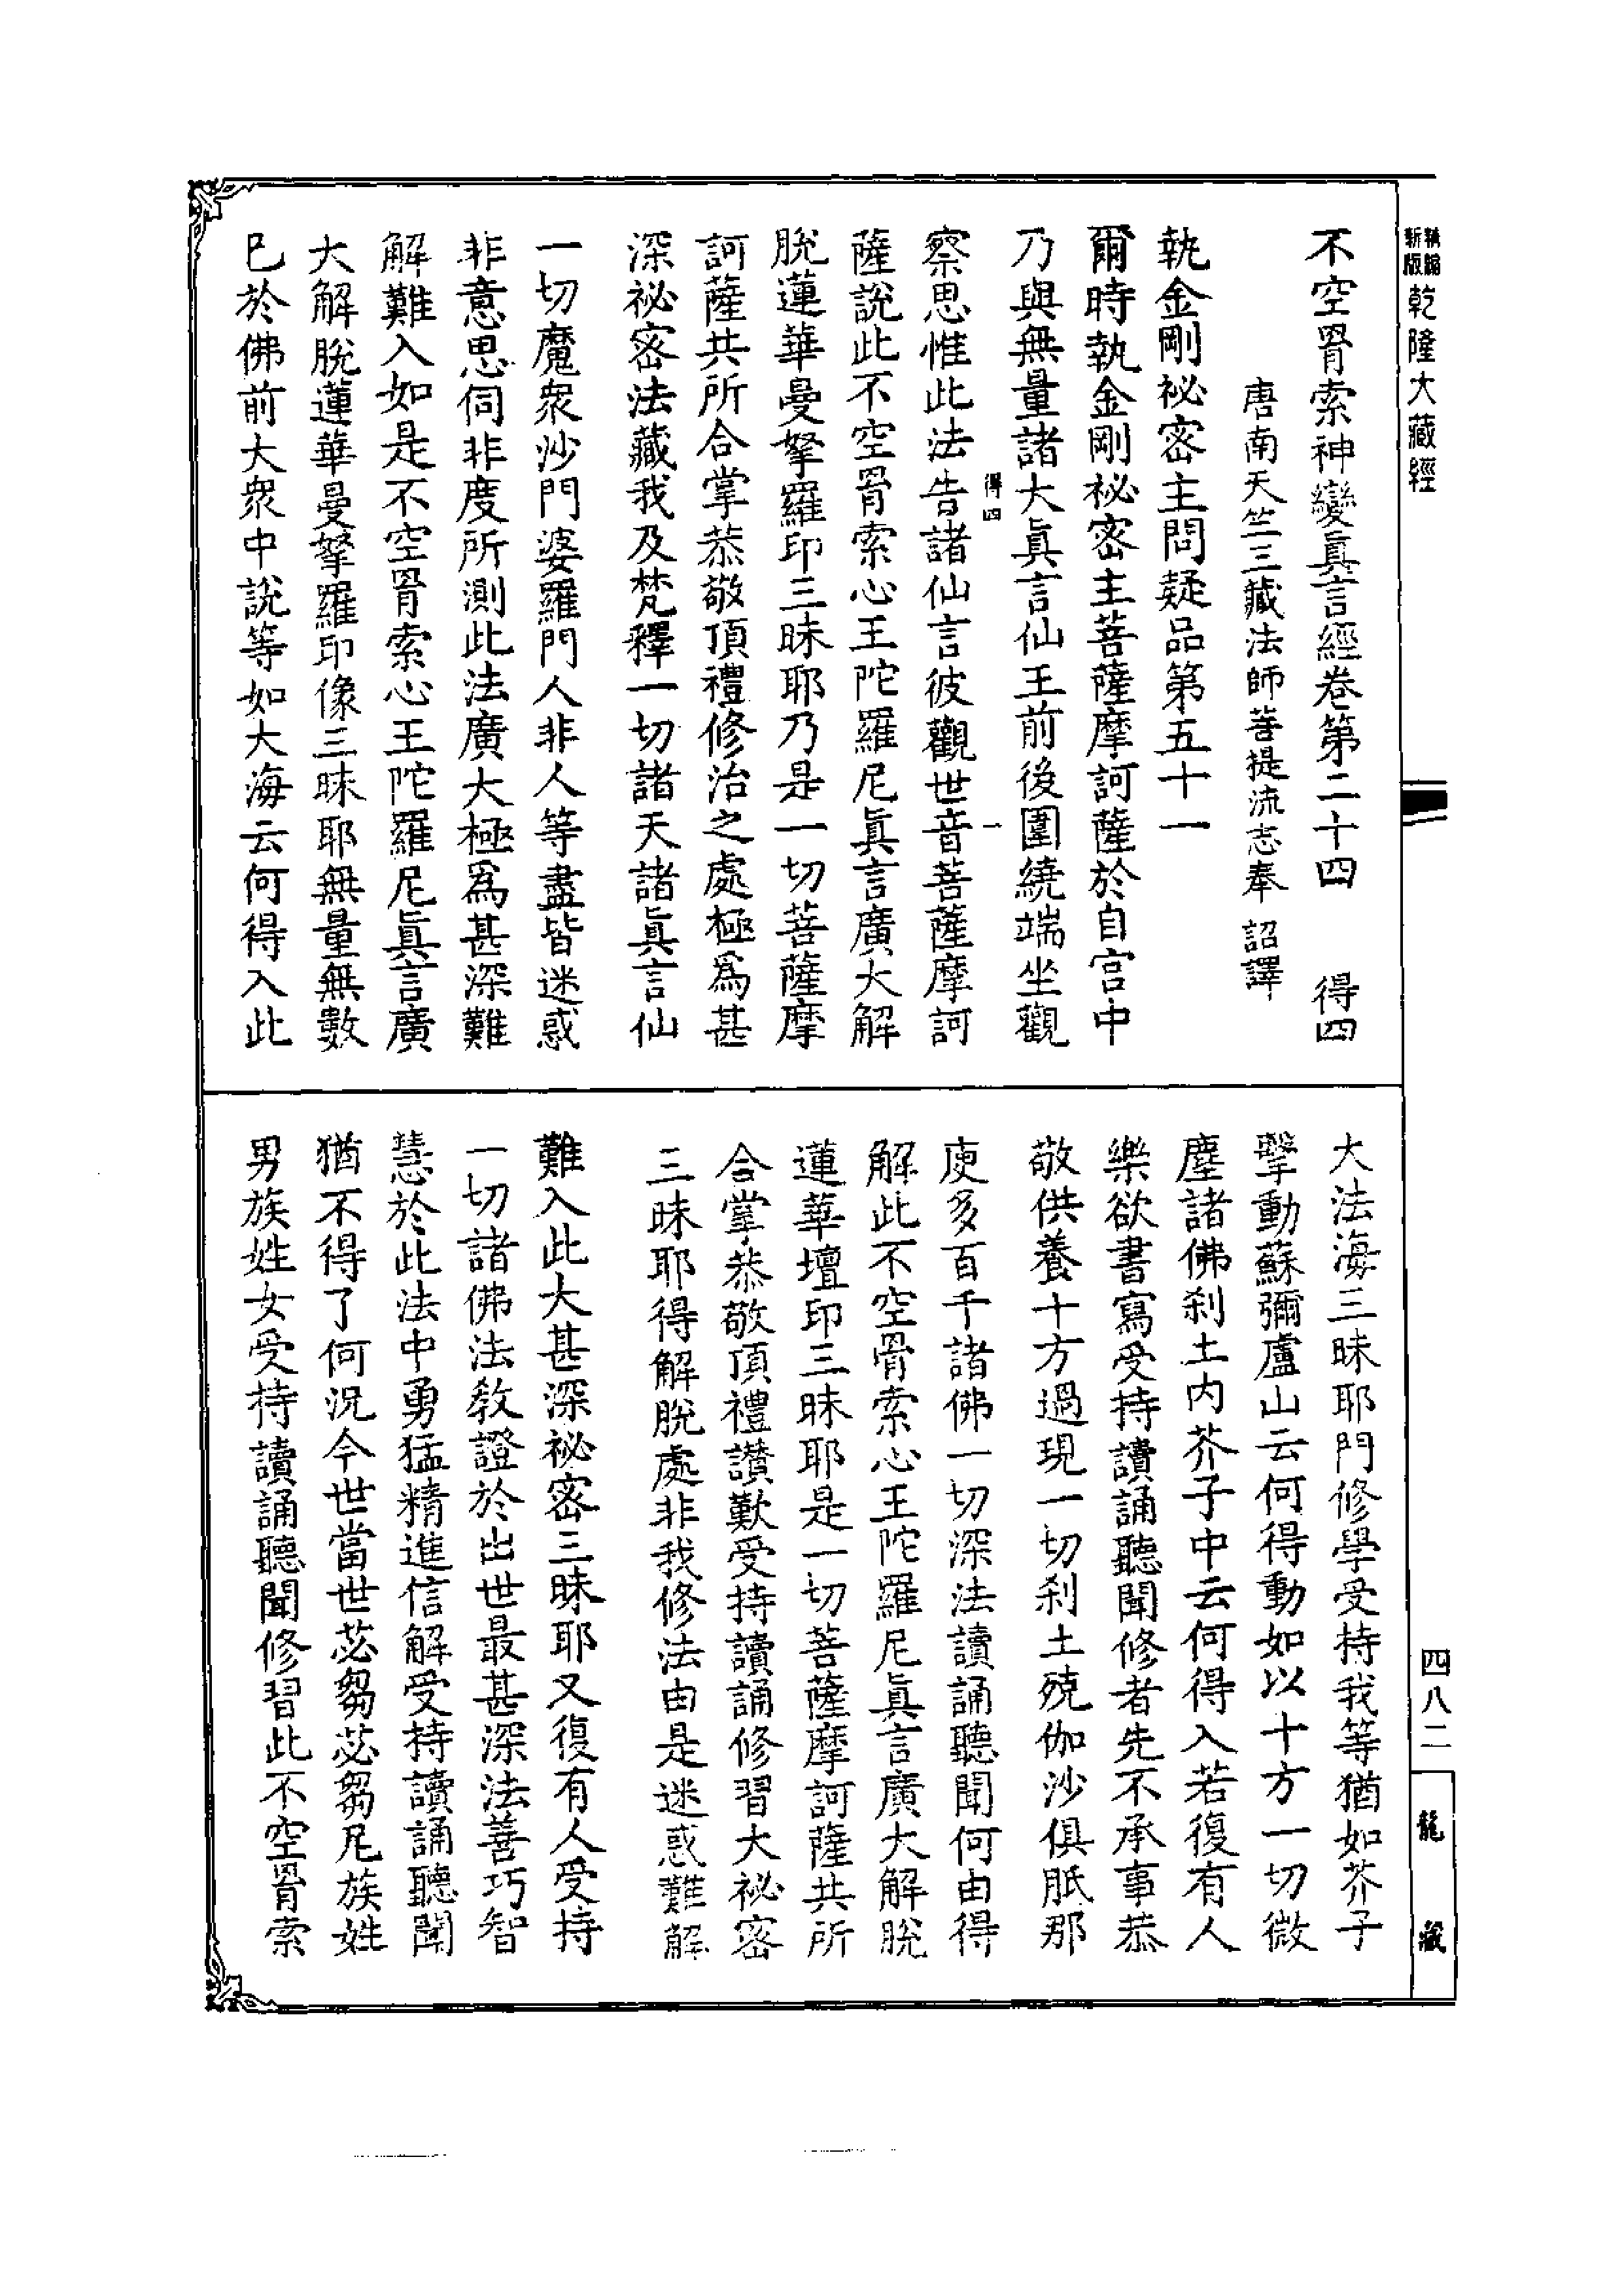 新編
新版
乾隆大藏經
不空罥索神變眞言經卷第二十四　得四
唐南天竺三藏法師菩提流志奉　詔譯
執金剛祕密主問疑品第五十一
爾時執金剛祕密主菩薩摩訶薩於自宮中
乃與無量諸大眞言仙王前後圍繞端坐觀
得四　一
察思惟此法告諸仙言彼觀世音菩薩摩訶
薩說此不空罥索心王陀羅尼眞言廣大解
脫蓮華曼拏羅印三昧耶乃是一切菩薩摩
訶薩共所合掌恭敬頂禮修治之處極爲甚
深祕密法藏我及梵釋一切諸天諸眞言仙
一切魔衆沙門婆羅門人非人等盡皆迷惑
非意思伺非度所測此法廣大極爲甚深難
解難入如是不空罥索心王陀羅尼眞言廣
大解脫蓮華曼拏羅印像三昧耶無量無數
已於佛前大衆中說等如大海云何得入此
大法海三昧耶門修學受持我等猶如芥子
擊動蘇彌盧山云何得動如以十方一切微
塵諸佛剎土內芥子中云何得入若復有人
樂欲書寫受持讀誦聽聞修者先不承事恭
敬供養十方過現一切剎土殑伽沙俱胝那
庾多百千諸佛一切深法讀誦聽聞何由得
解此不空罥索心王陀羅尼眞言廣大解脫
蓮華壇印三昧耶是一切菩薩摩訶薩共所
合掌恭敬頂禮讚歎受持讀誦修習大祕密
三昧耶得解脫處非我修法由是迷惑難解
難入此大甚深祕密三昧耶又復有人受持
一切諸佛法教證於出世最甚深法善巧智
慧於此法中勇猛精進信解受持讀誦聽聞
猶不得了何況今世當世苾芻苾芻尼族姓
男族姓女受持讀誦聽聞修習此不空罥索
四八二
龍藏